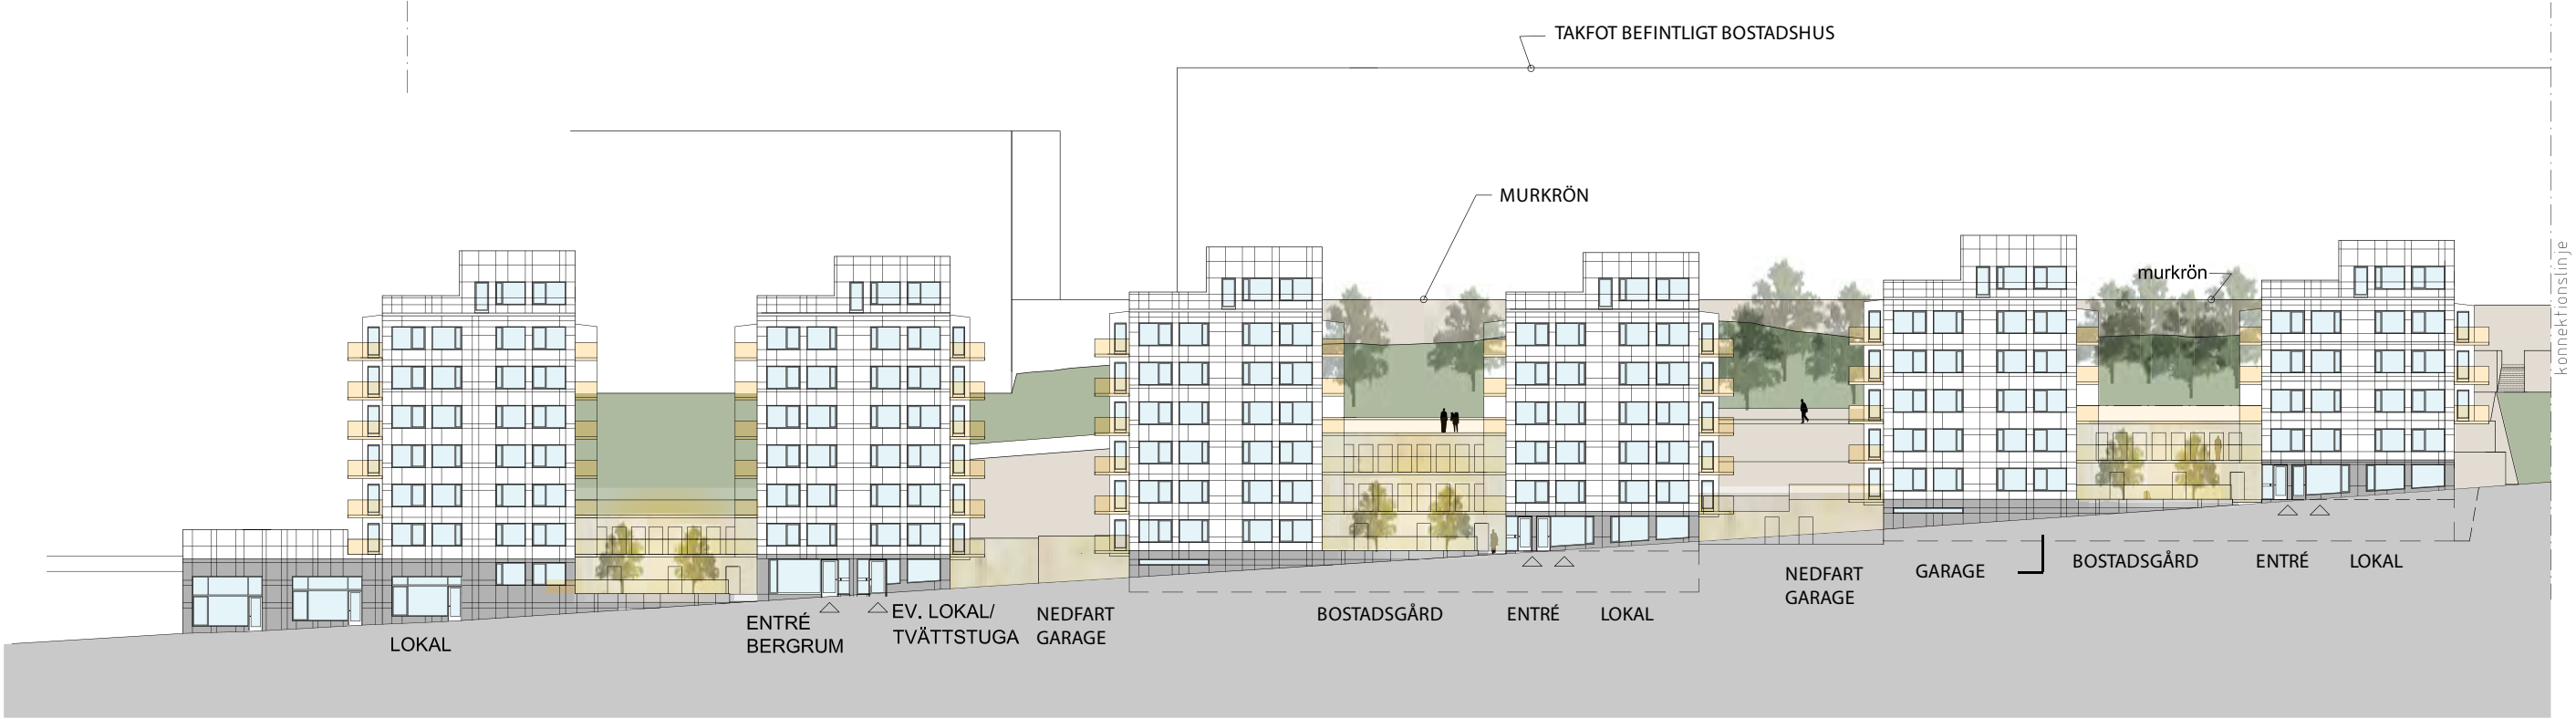 TAKFOT BEFINTLIGT BOSTADSHUS
MURKRÖN
murkrön
konnektionslinje
LOKAL
ENTRÉ
BERGRUM
EV. LOKAL/
TVÄTTSTUGA
NEDFART
GARAGE
BOSTADSGÅRD
ENTRÉ
LOKAL
NEDFART
GARAGE
GARAGE
BOSTADSGÅRD
ENTRÉ
LOKAL